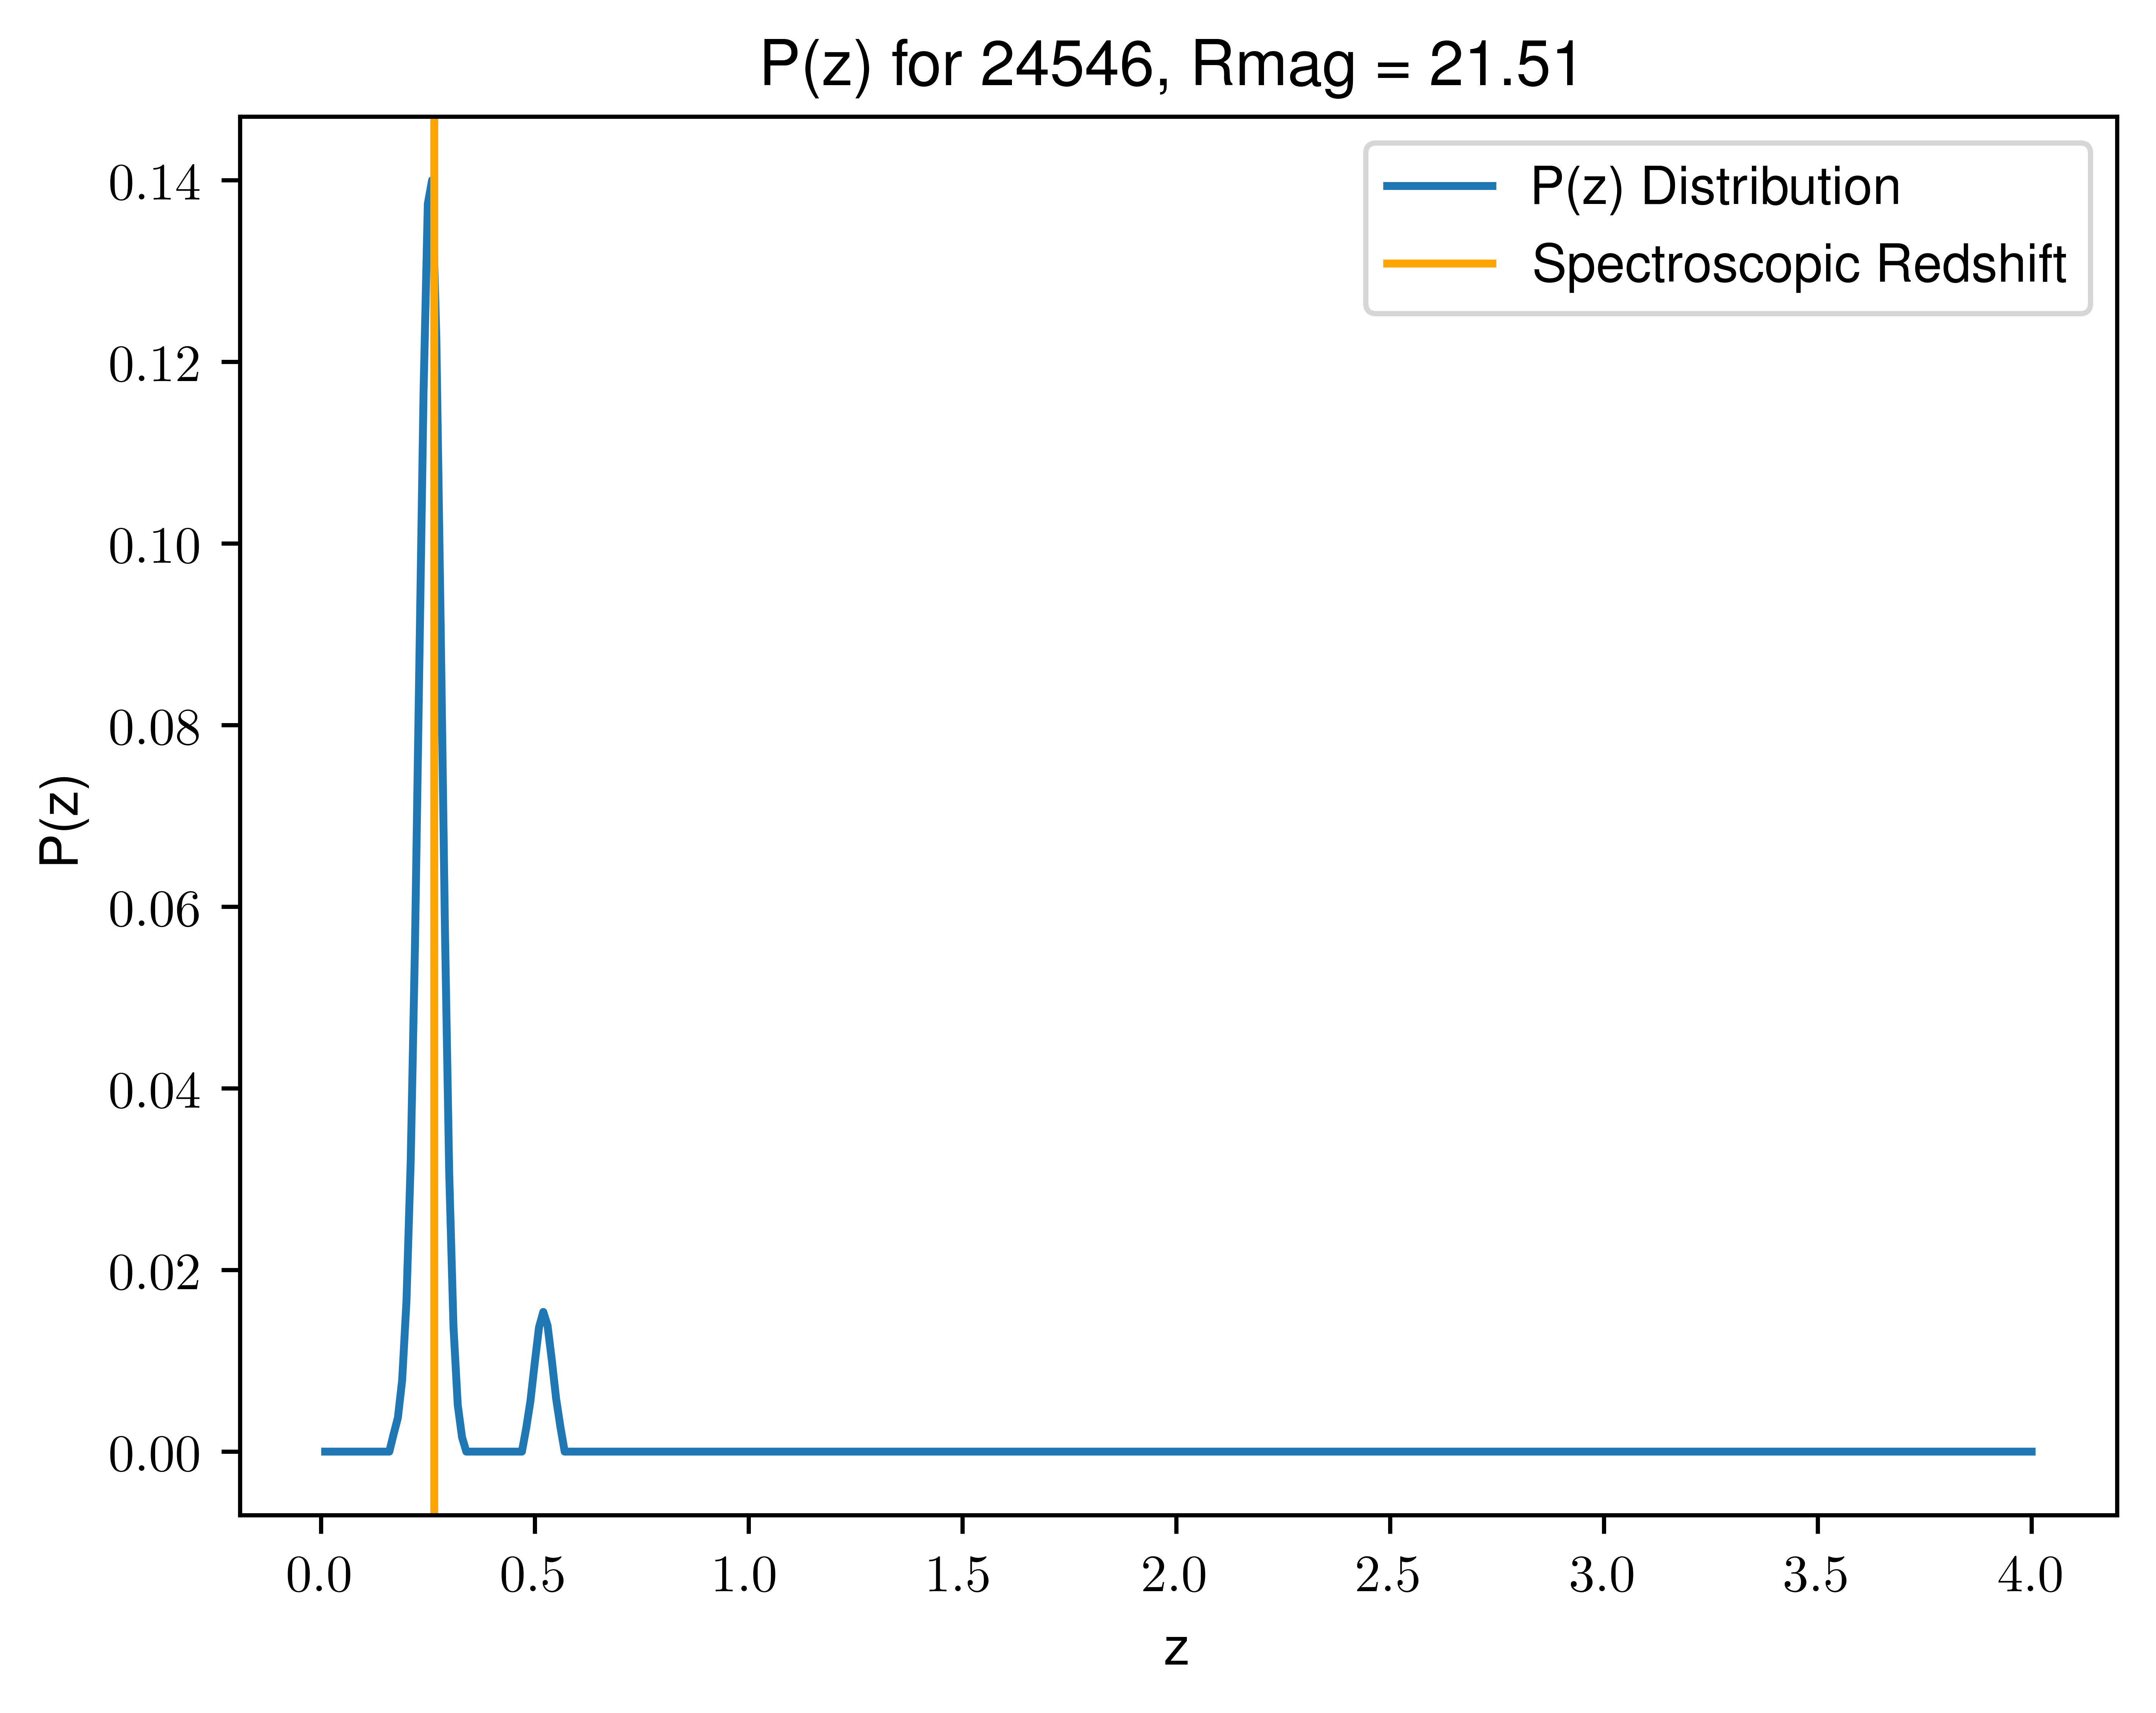 P(z) for 24546, Rmag = 21.51
P(z) Distribution
Spectroscopic Redshift
0.14
0.12
0.10
0.08
0.06
0.04
0.02
0.00
P(z)
0.0 0.5 1.0 1.5 2.0 2.5 3.0 3.5 4.0
z